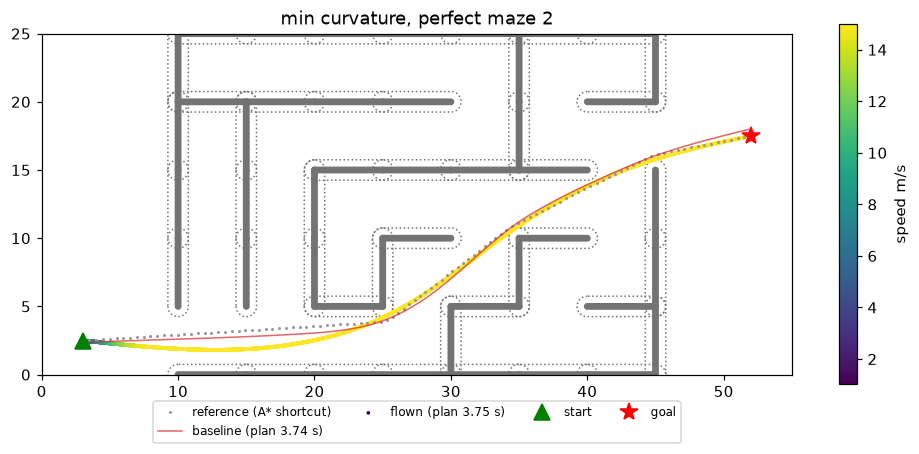 min curvature, perfect maze 2
25
20
15
10
5
0
0
10
20
30
40
50
14
12
10
8
6
4
2
speed m/s
reference (A* shortcut)
baseline (plan 3.74 s)
flown (plan 3.75 s)
start
goal